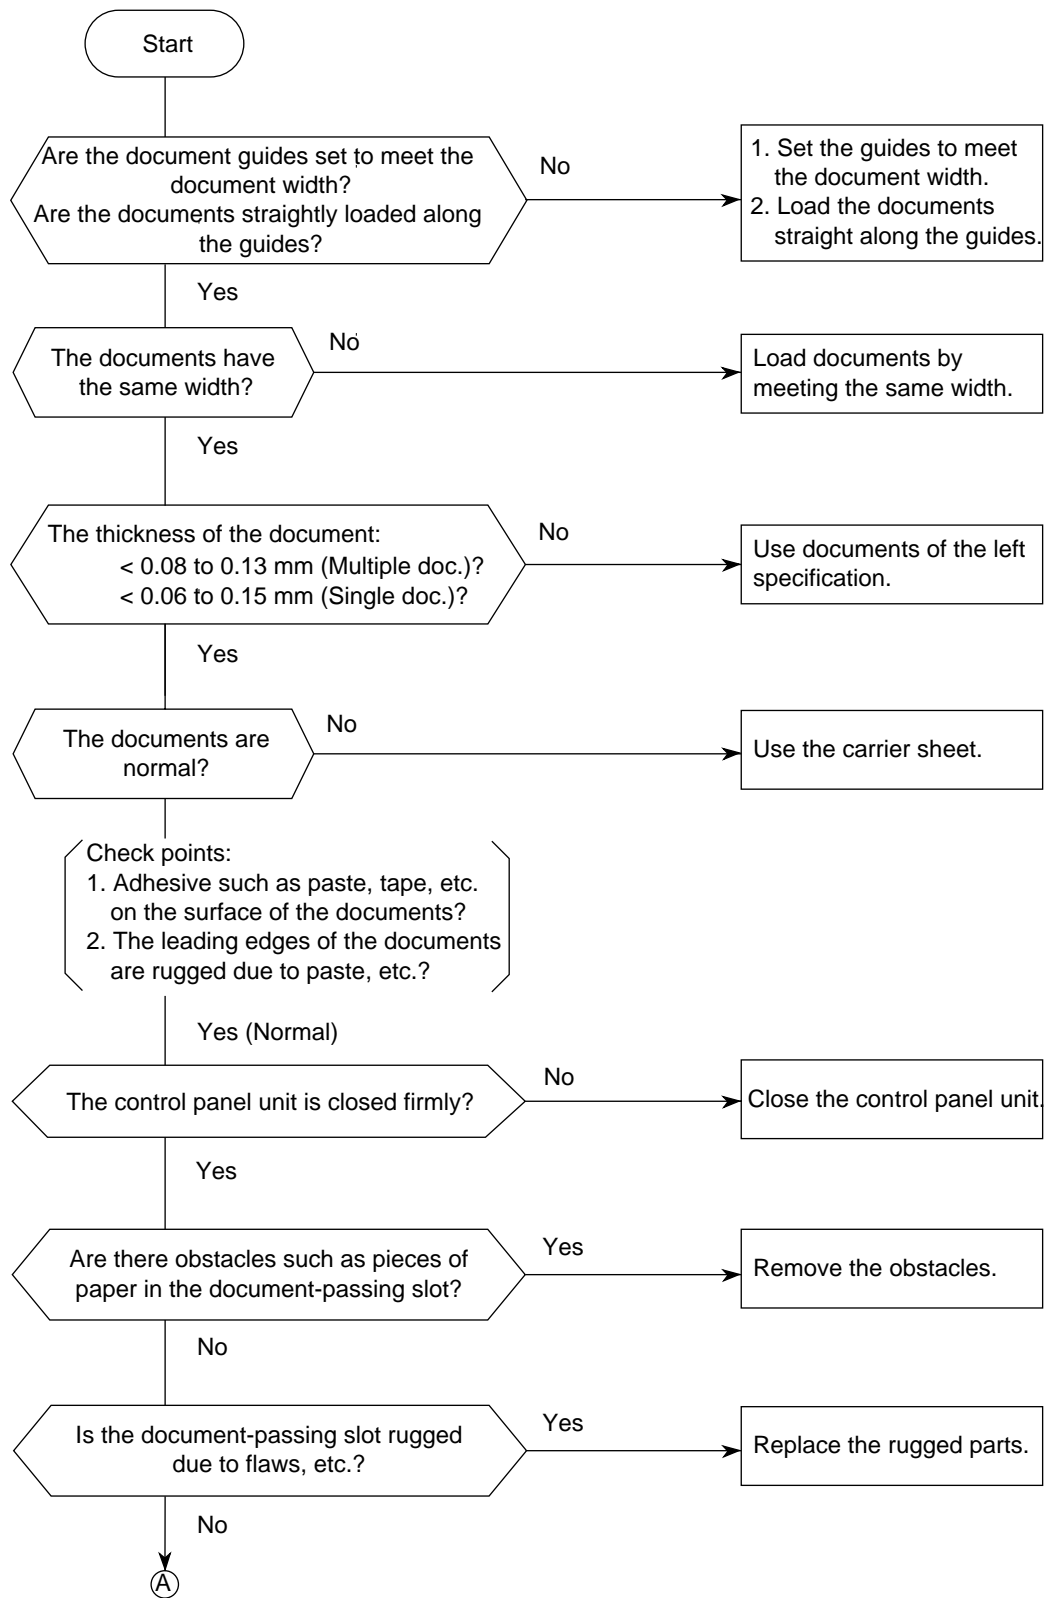 Start
Are the document guides set to meet the
document width?
Are the documents straightly loaded along
the guides?
No
1. Set the guides to meet
the document width.
2. Load the documents
straight along the guides.
Yes
The documents have
the same width?
No
Load documents by
meeting the same width.
Yes
The thickness of the document:
< 0.08 to 0.13 mm (Multiple doc.)?
< 0.06 to 0.15 mm (Single doc.)?
No
Use documents of the left
specification.
Yes
The documents are
normal?
No
Use the carrier sheet.
Check points:
1. Adhesive such as paste, tape, etc.
on the surface of the documents?
2. The leading edges of the documents
are rugged due to paste, etc.?
Yes (Normal)
The control panel unit is closed firmly?
No
Close the control panel unit.
Yes
Are there obstacles such as pieces of
paper in the document-passing slot?
Yes
Remove the obstacles.
No
Is the document-passing slot rugged
due to flaws, etc.?
Yes
Replace the rugged parts.
No
A